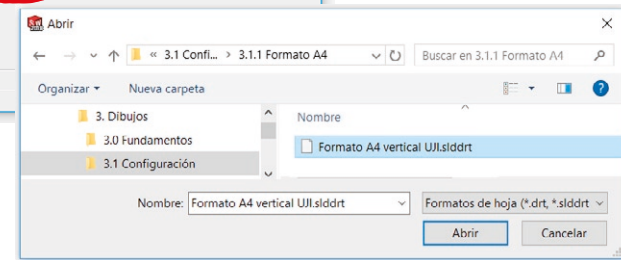 Abrir
« 3.1 Confi... > 3.1.1 Formato A4
Buscar en 3.1.1 Formato A4
Organizar
Nueva carpeta
3. Dibujos
3.0 Fundamentos
3.1 Configuración
Nombre
Formato A4 vertical UJI.slddrt
Nombre: Formato A4 vertical UJI.slddrt
Formatos de hoja (*.drt, *.slddrt
Abrir
Cancelar